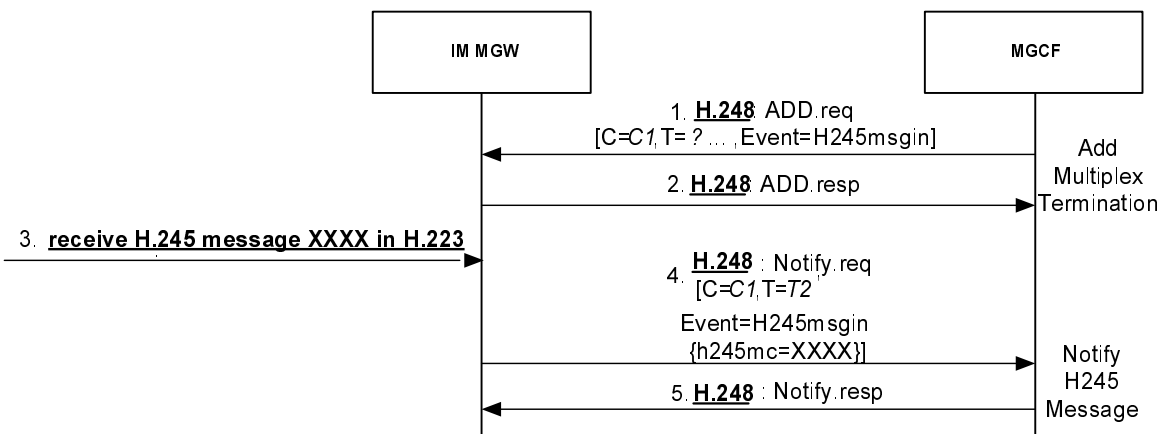 IM MGW
MGCF
1. H.248: ADD.req
[C=C1,T= ? ... ,Event=H245msgin]
Add
Multiplex
Termination
2. H.248: ADD.resp
3. receive H.245 message XXXX in H.223
4. H.248 : Notify.req
[C=C1,T=T2
Event=H245msgin
{h245mc=XXXX}]
Notify
H245
Message
5. H.248 : Notify.resp